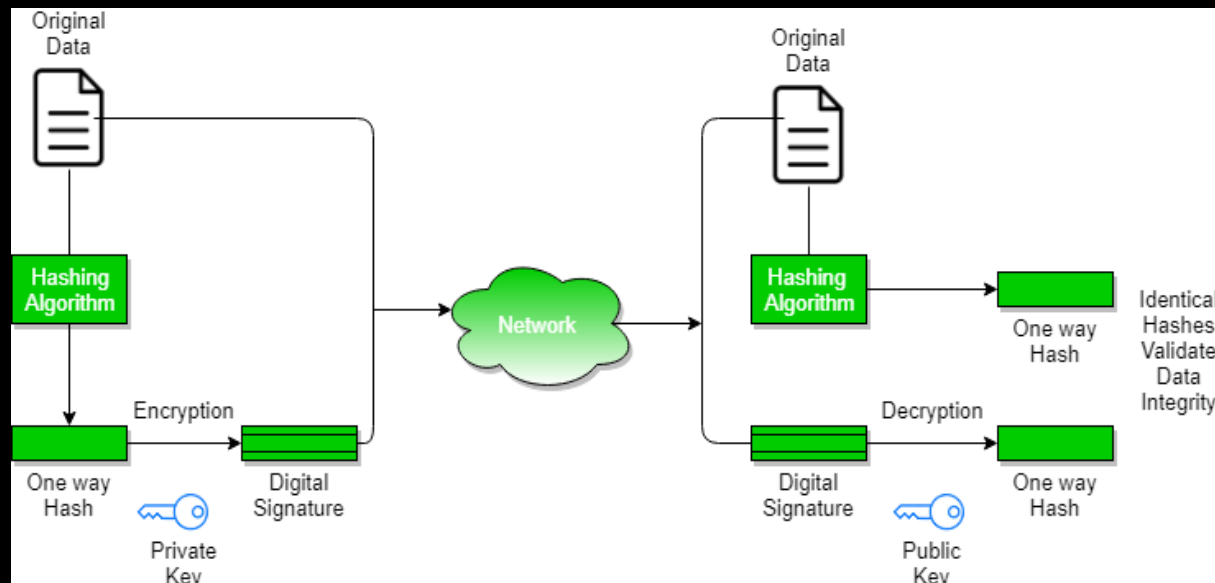 Original
Data
Hashing
Algorithm
One way
Hash
Encryption
Private
Key
Digital
Signature
Network
Original
Data
Hashing
Algorithm
One way
Hash
Identical
Hashes
Validate
Data
Integrity
Digital
Signature
Decryption
Public
Key
One way
Hash